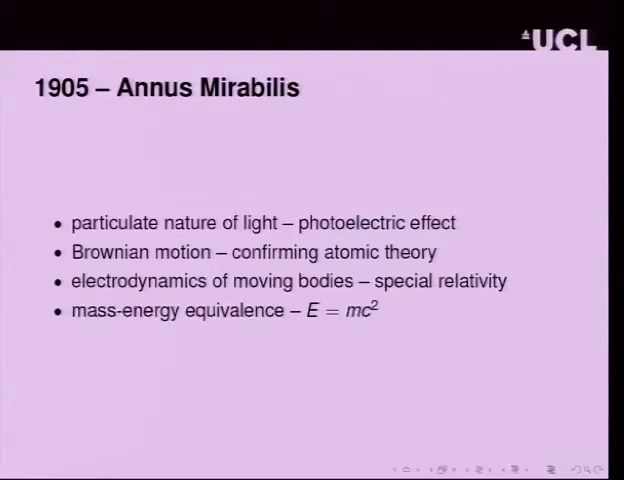 UCL
1905 – Annus Mirabilis
• particulate nature of light – photoelectric effect
• Brownian motion – confirming atomic theory
• electrodynamics of moving bodies – special relativity
• mass-energy equivalence – E = mc²